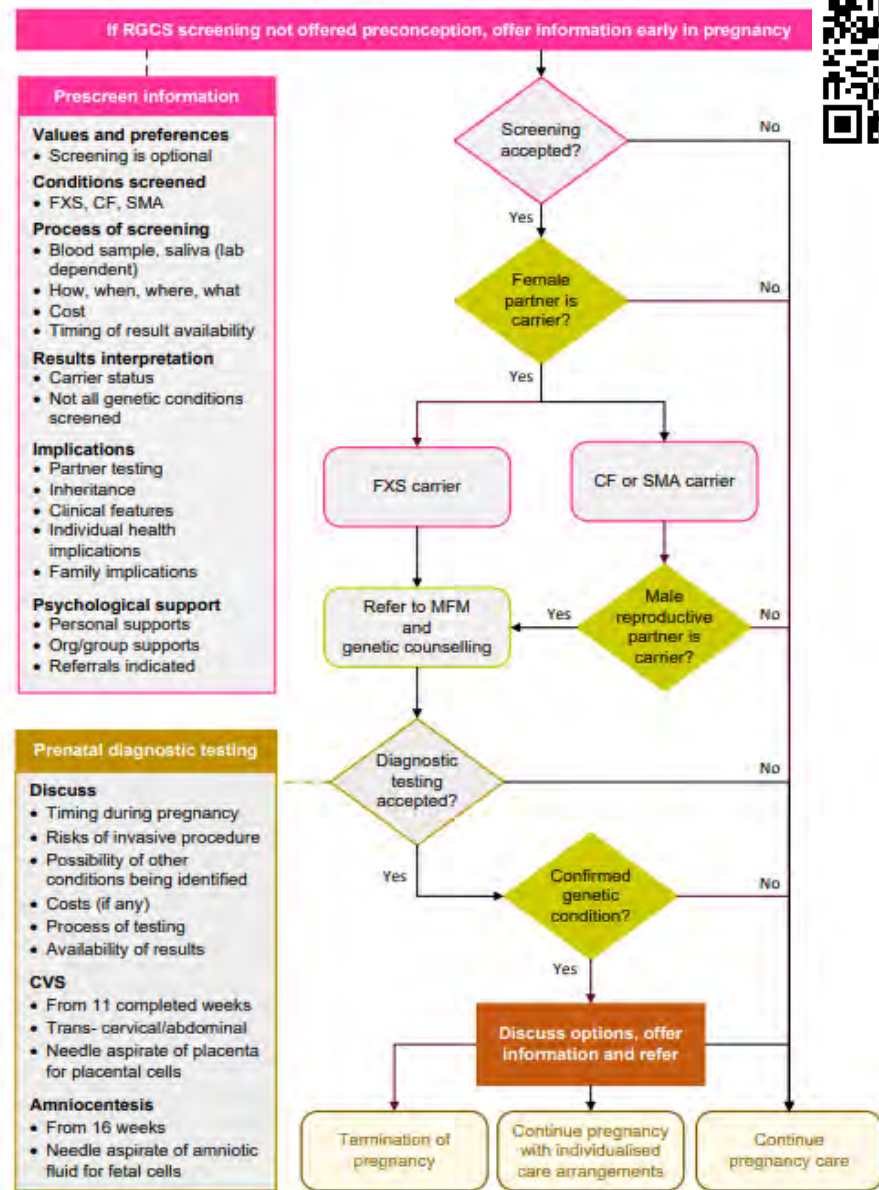 If RGCS screening not offered preconception, offer information early in pregnancy
Prescreen information
Values and preferences
• Screening is optional
Conditions screened
• FXS, CF, SMA
Process of screening
• Blood sample, saliva (lab
dependent)
• How, when, where, what
• Cost
• Timing of result availability
Results interpretation
• Carrier status
• Not all genetic conditions
screened
Implications
• Partner testing
• Inheritance
• Clinical features
• Individual health
implications
• Family implications
Psychological support
• Personal supports
• Org/group supports
• Referrals indicated
Screening
accepted?
No
Yes
Female
partner is
carrier?
No
Yes
FXS carrier
CF or SMA carrier
Refer to MFM
and
genetic counselling
Yes
Male
reproductive
partner is
carrier?
No
Prenatal diagnostic testing
Discuss
• Timing during pregnancy
• Risks of invasive procedure
• Possibility of other
conditions being identified
• Costs (if any)
• Process of testing
• Availability of results
CVS
• From 11 completed weeks
• Trans- cervical/abdominal
• Needle aspirate of placenta
for placental cells
Amniocentesis
• From 16 weeks
• Needle aspirate of amniotic
fluid for fetal cells
Diagnostic
testing
accepted?
No
Yes
Confirmed
genetic
condition?
No
Yes
Discuss options, offer
information and refer
Termination of
pregnancy
Continue pregnancy
with individualised
care arrangements
Continue
pregnancy care